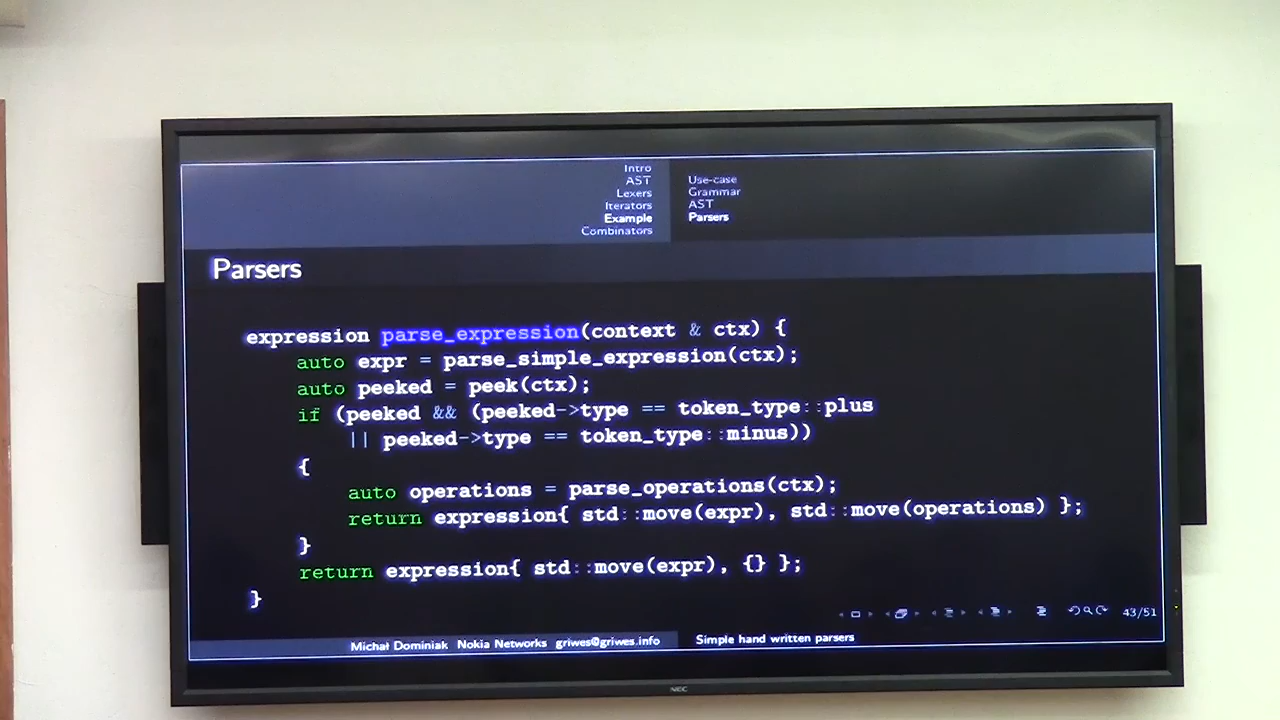 Intro
AST
Lexers
Iterators
Example
Combinators
Use-case
Grammar
AST
Parsers
Parsers
expression parse_expression(context & ctx) {
auto expr = parse_simple_expression(ctx);
auto peeked = peek(ctx);
if (peeked && (peeked->type == token_type::plus
|| peeked->type == token_type::minus))
{
auto operations = parse_operations(ctx);
return expression{ std::move(expr), std::move(operations) };
}
return expression{ std::move(expr), {} };
}
43/51
Michał Dominiak Nokia Networks griwes@griwes.info
Simple hand written parsers
NEC